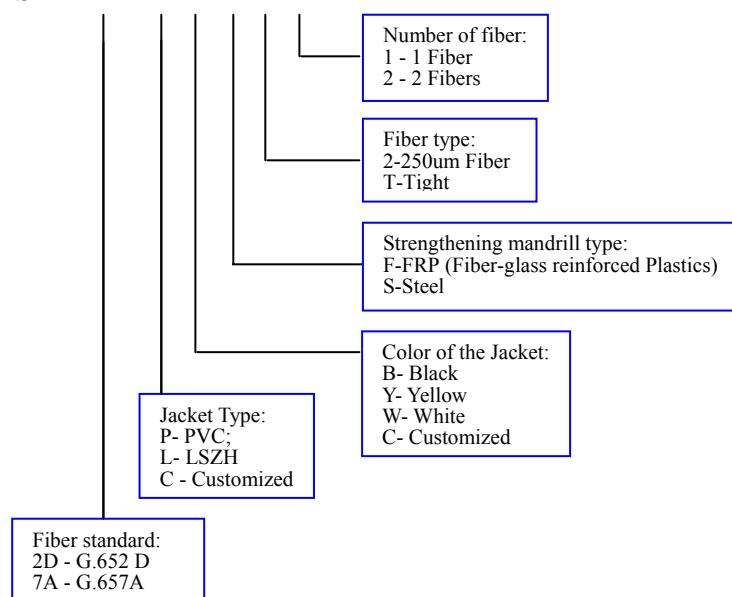 Number of fiber:
1 - 1 Fiber
2 - 2 Fibers
Fiber type:
2-250um Fiber
T-Tight
Strengthening mandrill type:
F-FRP (Fiber-glass reinforced Plastics)
S-Steel
Color of the Jacket:
B- Black
Y- Yellow
W- White
C- Customized
Jacket Type:
P- PVC;
L- LSZH
C - Customized
Fiber standard:
2D - G.652 D
7A - G.657A